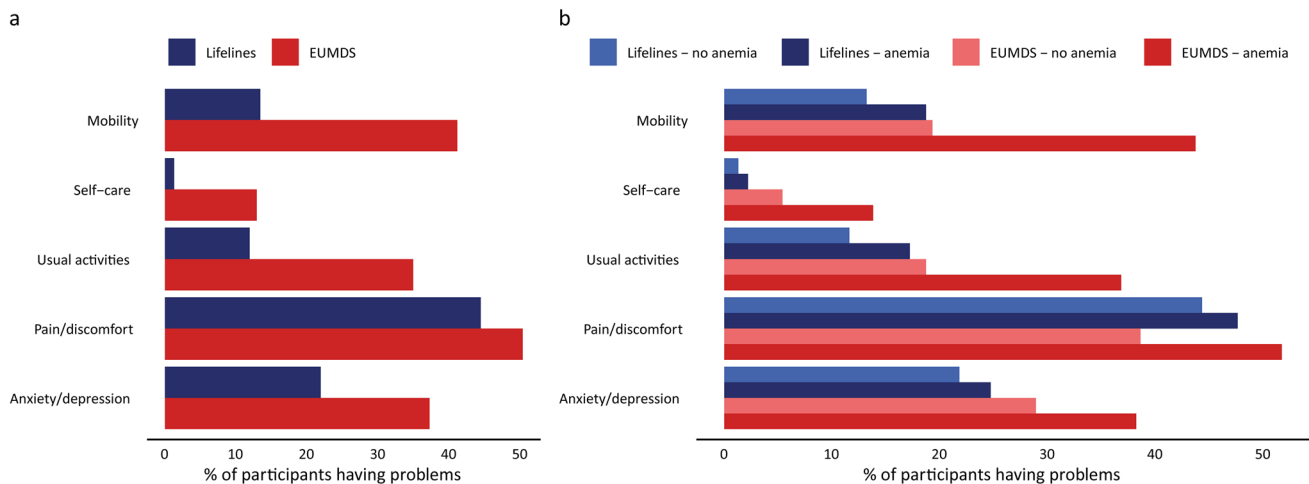 a
Lifelines EUMDS
Mobility
Self−care
Usual activities
Pain/discomfort
Anxiety/depression
0 10 20 30 40 50
% of participants having problems
b
Lifelines − no anemia Lifelines − anemia EUMDS − no anemia EUMDS − anemia
Mobility
Self−care
Usual activities
Pain/discomfort
Anxiety/depression
0 10 20 30 40 50
% of participants having problems